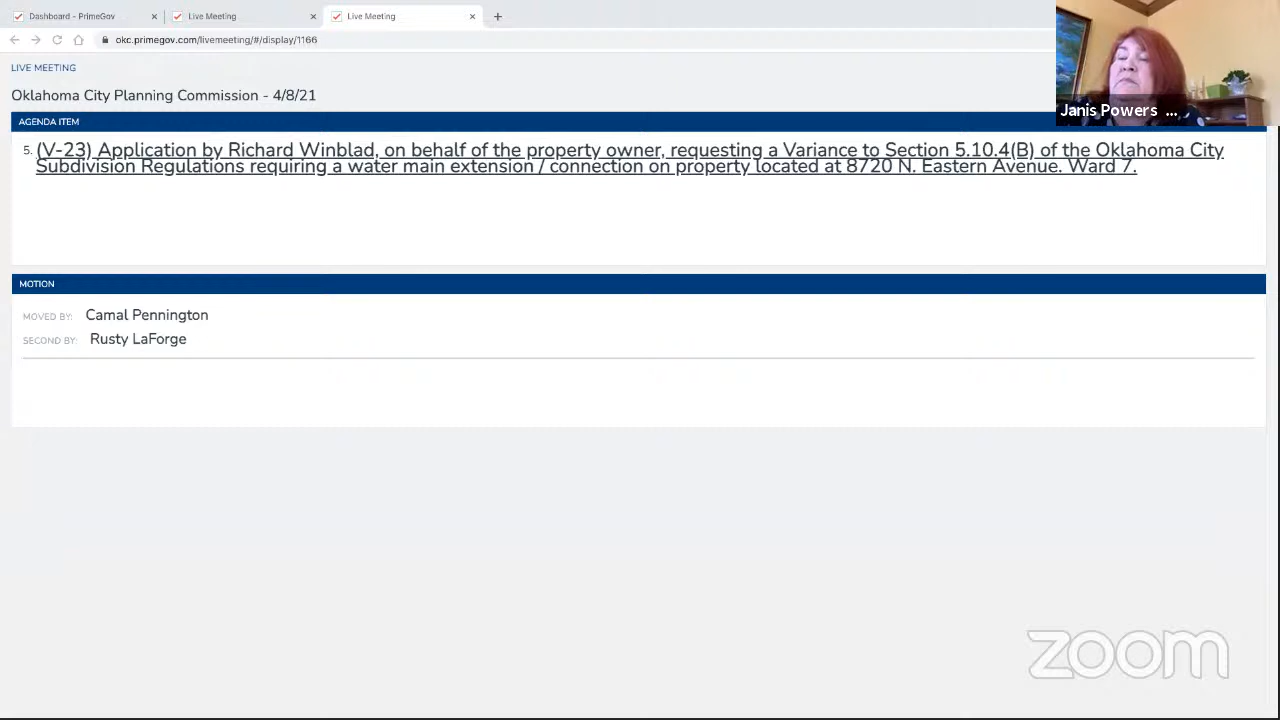 Dashboard - PrimeGov
Live Meeting
Live Meeting
okc.primegov.com/livemeeting/#/display/1166
LIVE MEETING
Oklahoma City Planning Commission - 4/8/21
Janis Powers ...
AGENDA ITEM
5. (V-23) Application by Richard Winblad, on behalf of the property owner, requesting a Variance to Section 5.10.4(B) of the Oklahoma City
Subdivision Regulations requiring a water main extension / connection on property located at 8720 N. Eastern Avenue. Ward 7.
MOTION
MOVED BY: Camal Pennington
SECOND BY: Rusty LaForge
zoom